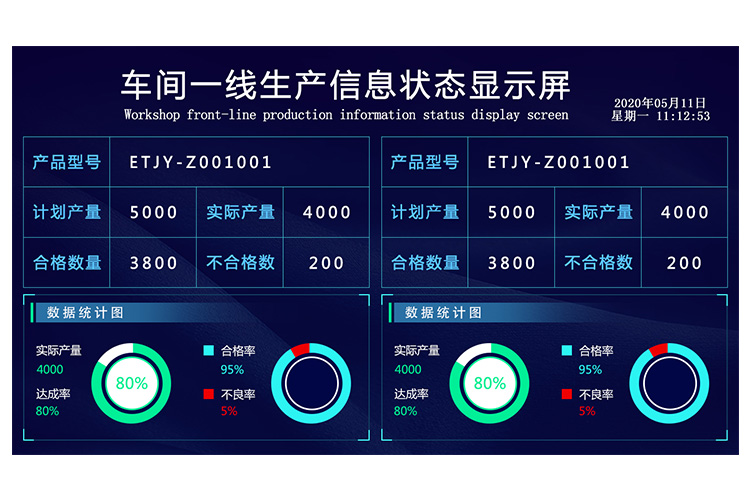 车间一线生产信息状态显示屏
Workshop front-line production information status display screen
2020年05月11日
星期一 11:12:53
产品型号 ETJY-Z001001 产品型号 ETJY-Z001001
计划产量 5000 实际产量 4000 计划产量 5000 实际产量 4000
合格数量 3800 不合格数 200 合格数量 3800 不合格数 200
数据统计图 数据统计图
实际产量 合格率 实际产量 合格率
4000 95% 4000 95%
80% 80%
达成率 不良率 达成率 不良率
80% 5% 80% 5%